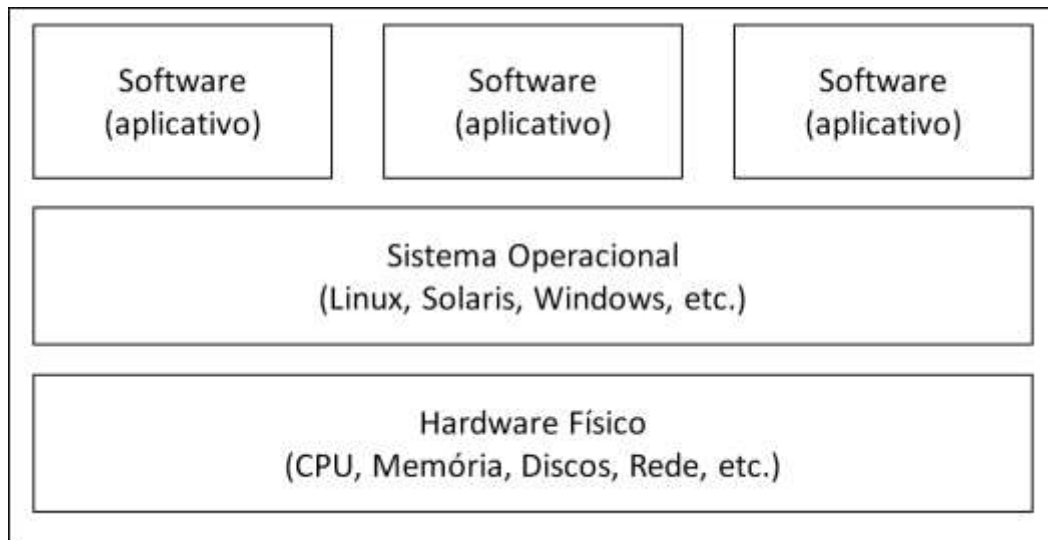 Software
(aplicativo)
Software
(aplicativo)
Software
(aplicativo)
Sistema Operacional
(Linux, Solaris, Windows, etc.)
Hardware Físico
(CPU, Memória, Discos, Rede, etc.)